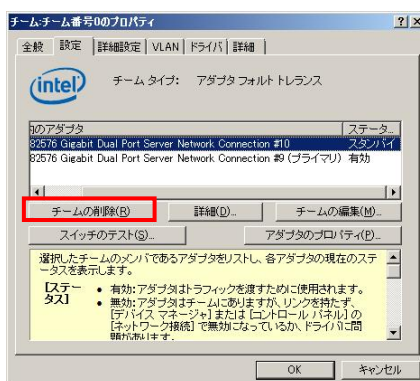 チーム:チーム番号0のプロパティ
全般 設定 詳細設定 VLAN ドライバ 詳細
intel チーム タイプ: アダプタ フォルト トレランス
のアダプタ ステータ...
82576 Gigabit Dual Port Server Network Connection #10 スタンバイ
82576 Gigabit Dual Port Server Network Connection #9 (プライマリ) 有効
チームの削除(R) 詳細(D)... チームの編集(M)...
スイッチのテスト(S)... アダプタのプロパティ(P)...
選択したチームのメンバであるアダプタをリストし、各アダプタの現在のステ
ータスを表示します。
[ステー
タス]
• 有効: アダプタはトラフィックを渡すために使用されます。
• 無効: アダプタはチームにありますが、リンクを持たず、
[デバイス マネージャ] または [コントロール パネル] の
[ネットワーク接続] で無効になっているか、ドライバに問
題があります。
OK キャンセル